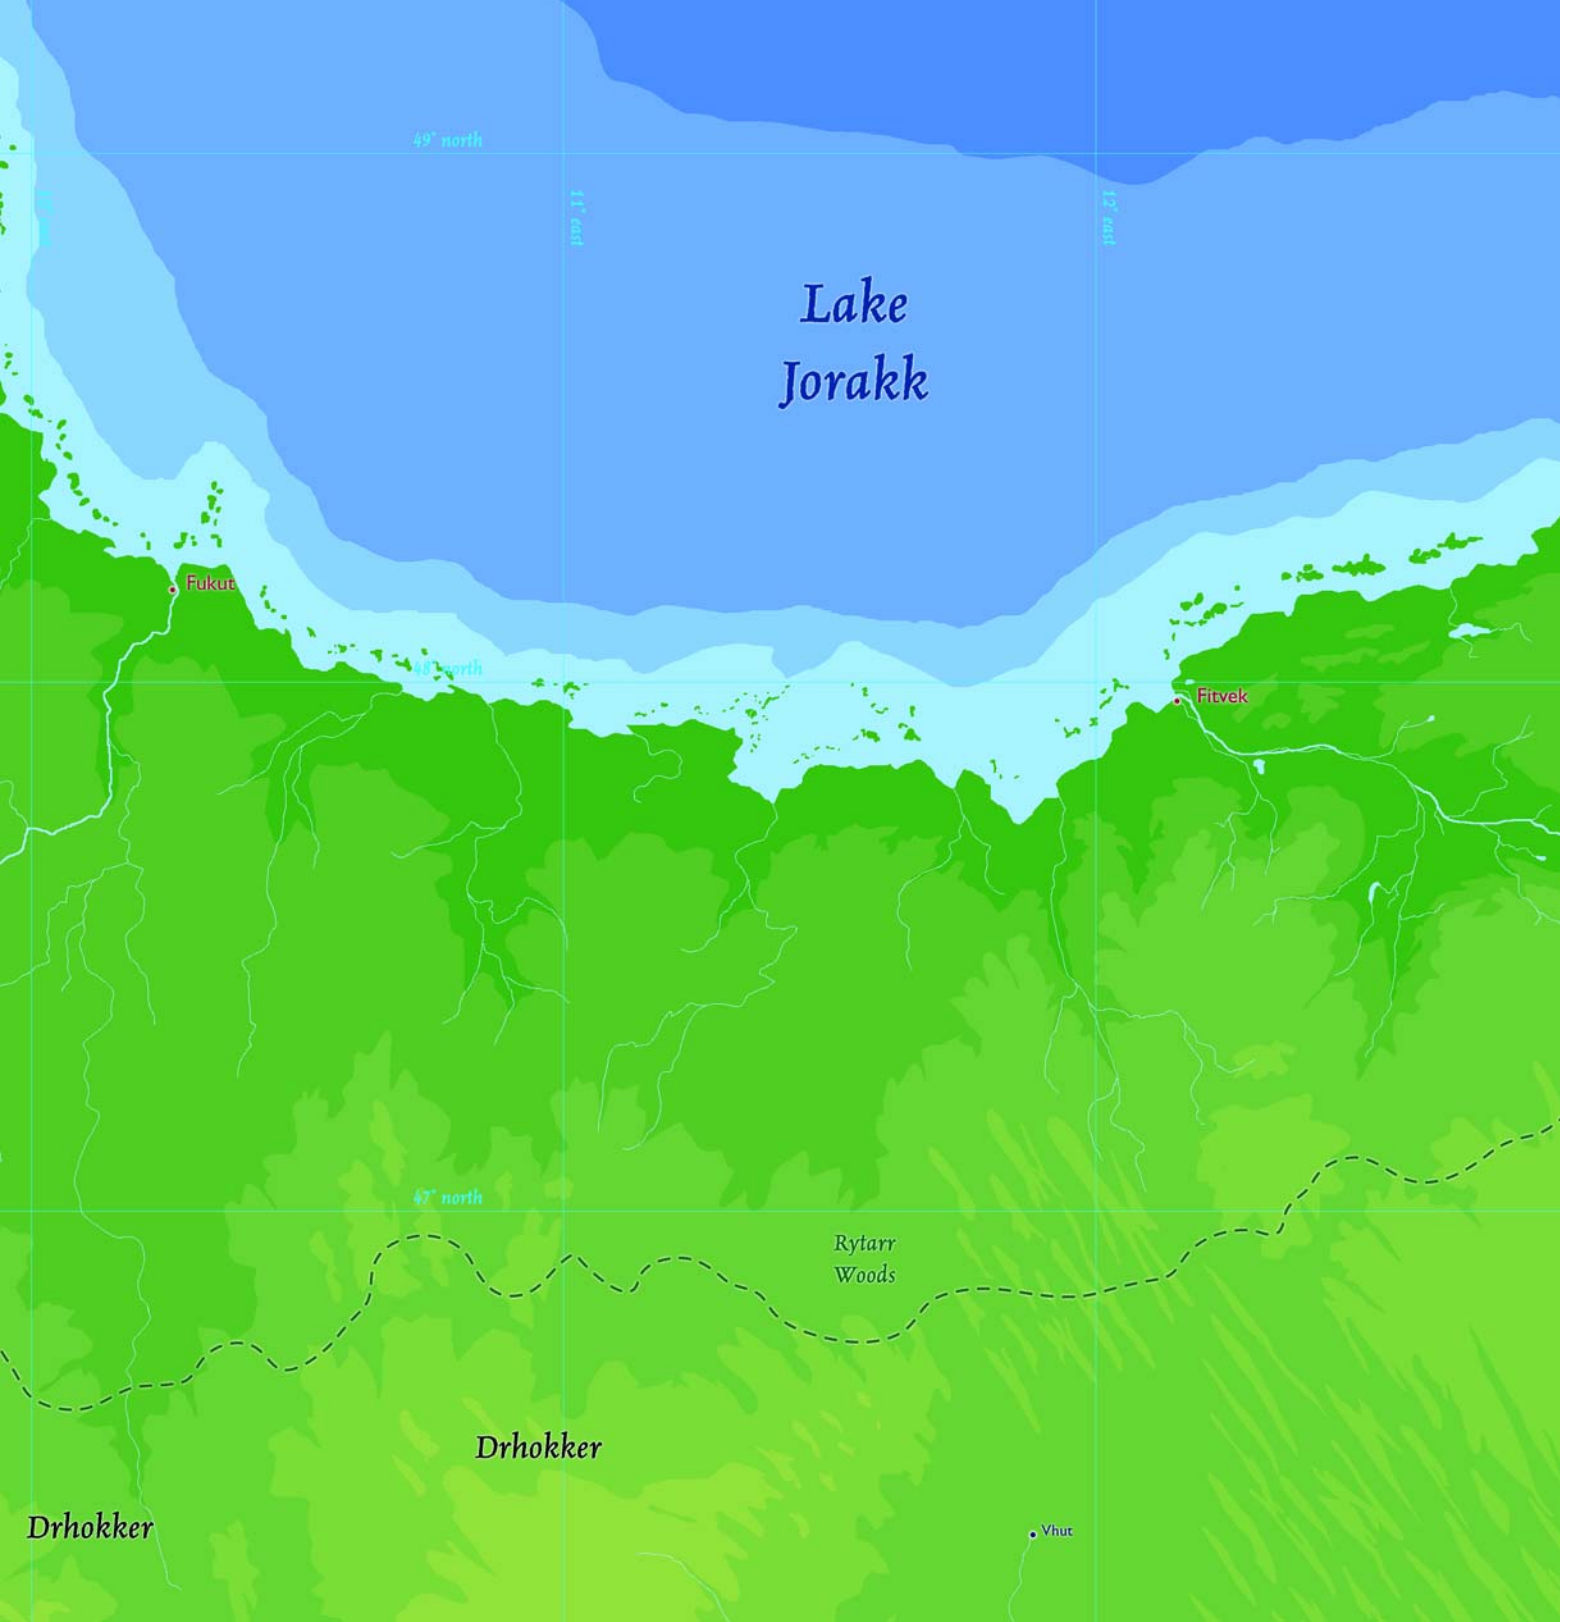 49° north
11° east
12° east
Lake
Jorakk
Fukut
48° north
Fitvek
47° north
Rytarr
Woods
Drhokker
Drhokker
Vhut